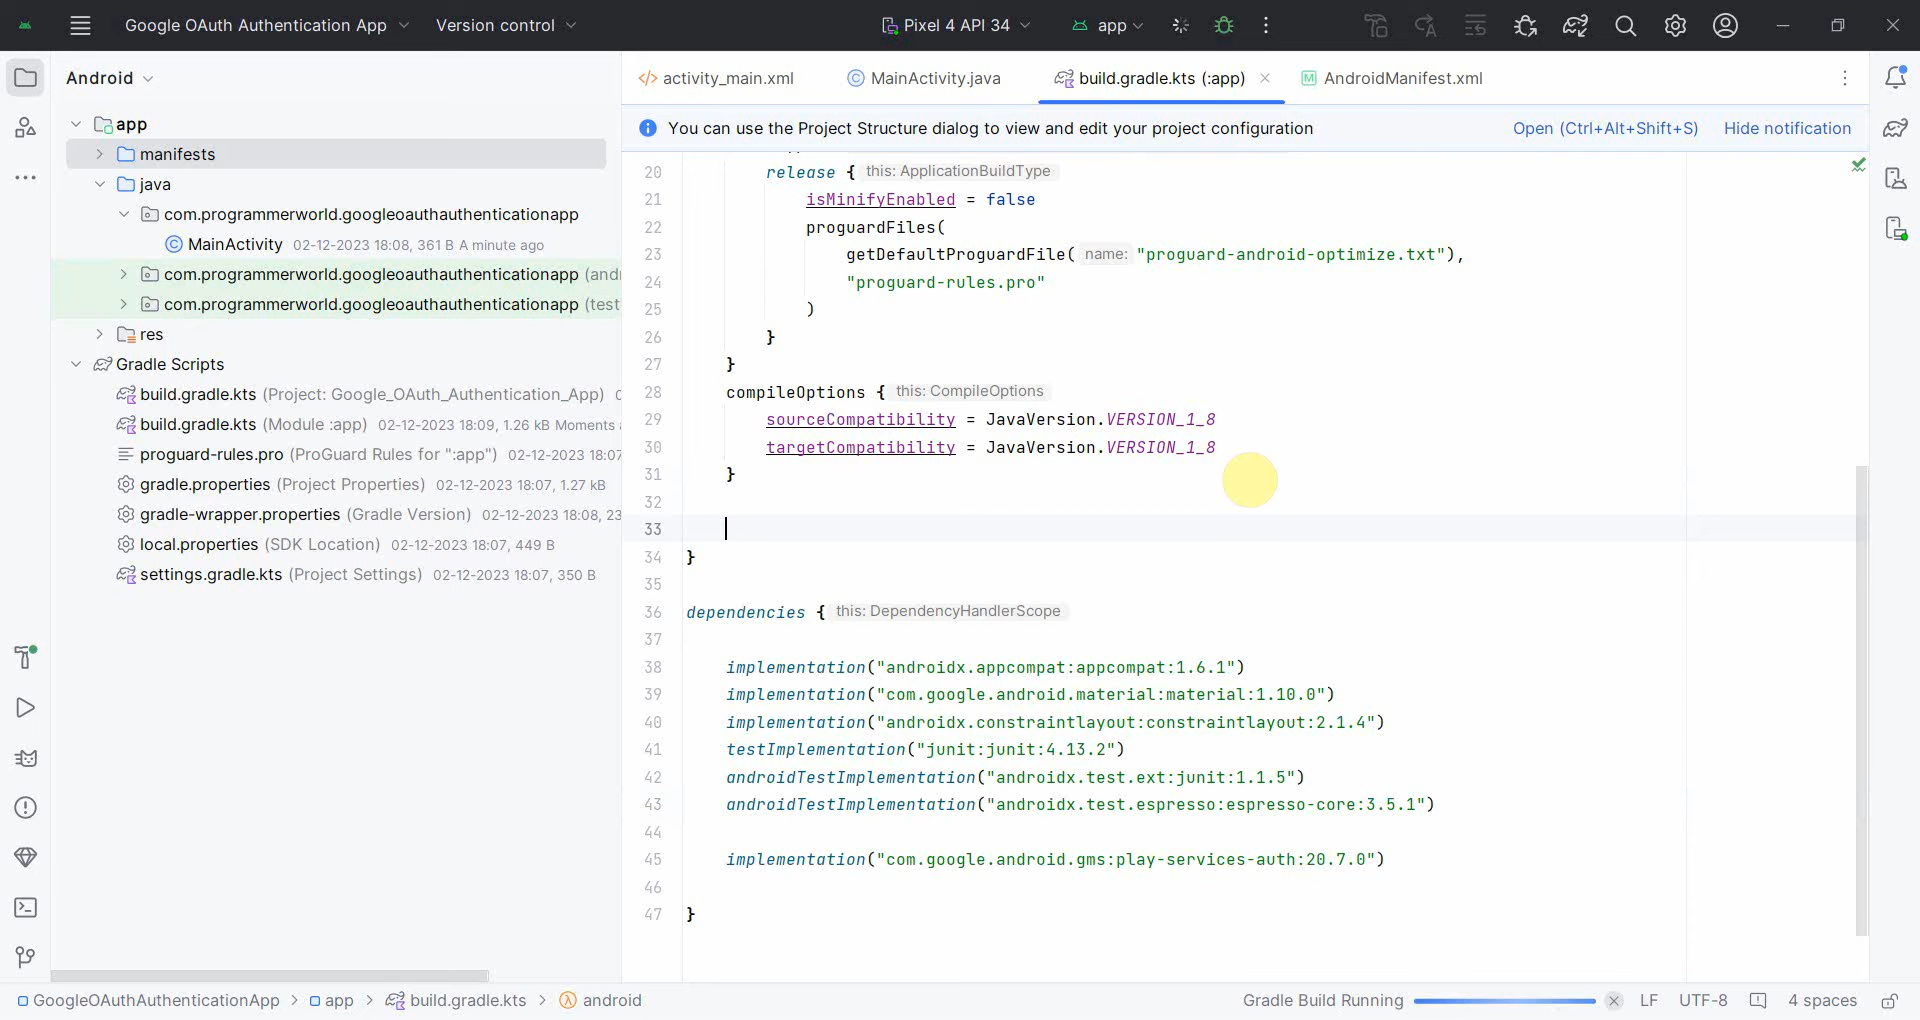 Google OAuth Authentication App
Version control
Pixel 4 API 34
app
Android
activity_main.xml
MainActivity.java
build.gradle.kts (:app)
AndroidManifest.xml
You can use the Project Structure dialog to view and edit your project configuration
Open (Ctrl+Alt+Shift+S)
Hide notification
app
manifests
java
com.programmerworld.googleoauthauthenticationapp
MainActivity 02-12-2023 18:08, 361 B A minute ago
com.programmerworld.googleoauthauthenticationapp (and
com.programmerworld.googleoauthauthenticationapp (test
res
Gradle Scripts
build.gradle.kts (Project: Google_OAuth_Authentication_App)
build.gradle.kts (Module :app) 02-12-2023 18:09, 1.26 kB Moments
proguard-rules.pro (ProGuard Rules for ":app") 02-12-2023 18:07
gradle.properties (Project Properties) 02-12-2023 18:07, 1.27 kB
gradle-wrapper.properties (Gradle Version) 02-12-2023 18:08, 23
local.properties (SDK Location) 02-12-2023 18:07, 449 B
settings.gradle.kts (Project Settings) 02-12-2023 18:07, 350 B
20 release { this: ApplicationBuildType
21 isMinifyEnabled = false
22 proguardFiles(
23 getDefaultProguardFile( name: "proguard-android-optimize.txt"),
24 "proguard-rules.pro"
25 )
26 }
27 }
28 compileOptions { this: CompileOptions
29 sourceCompatibility = JavaVersion.VERSION_1_8
30 targetCompatibility = JavaVersion.VERSION_1_8
31 }
32
33
34 }
35
36 dependencies { this: DependencyHandlerScope
37
38 implementation("androidx.appcompat:appcompat:1.6.1")
39 implementation("com.google.android.material:material:1.10.0")
40 implementation("androidx.constraintlayout:constraintlayout:2.1.4")
41 testImplementation("junit:junit:4.13.2")
42 androidTestImplementation("androidx.test.ext:junit:1.1.5")
43 androidTestImplementation("androidx.test.espresso:espresso-core:3.5.1")
44
45 implementation("com.google.android.gms:play-services-auth:20.7.0")
46
47 }
GoogleOAuthAuthenticationApp > app > build.gradle.kts > android
Gradle Build Running
LF
UTF-8
4 spaces